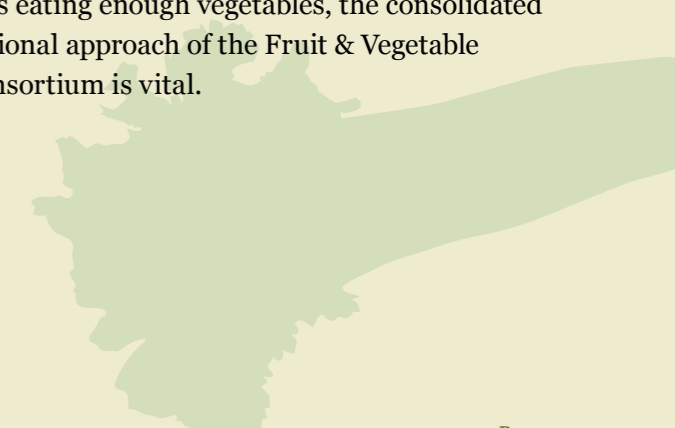 s eating enough vegetables, the consolidated
ional approach of the Fruit & Vegetable
nsortium is vital.